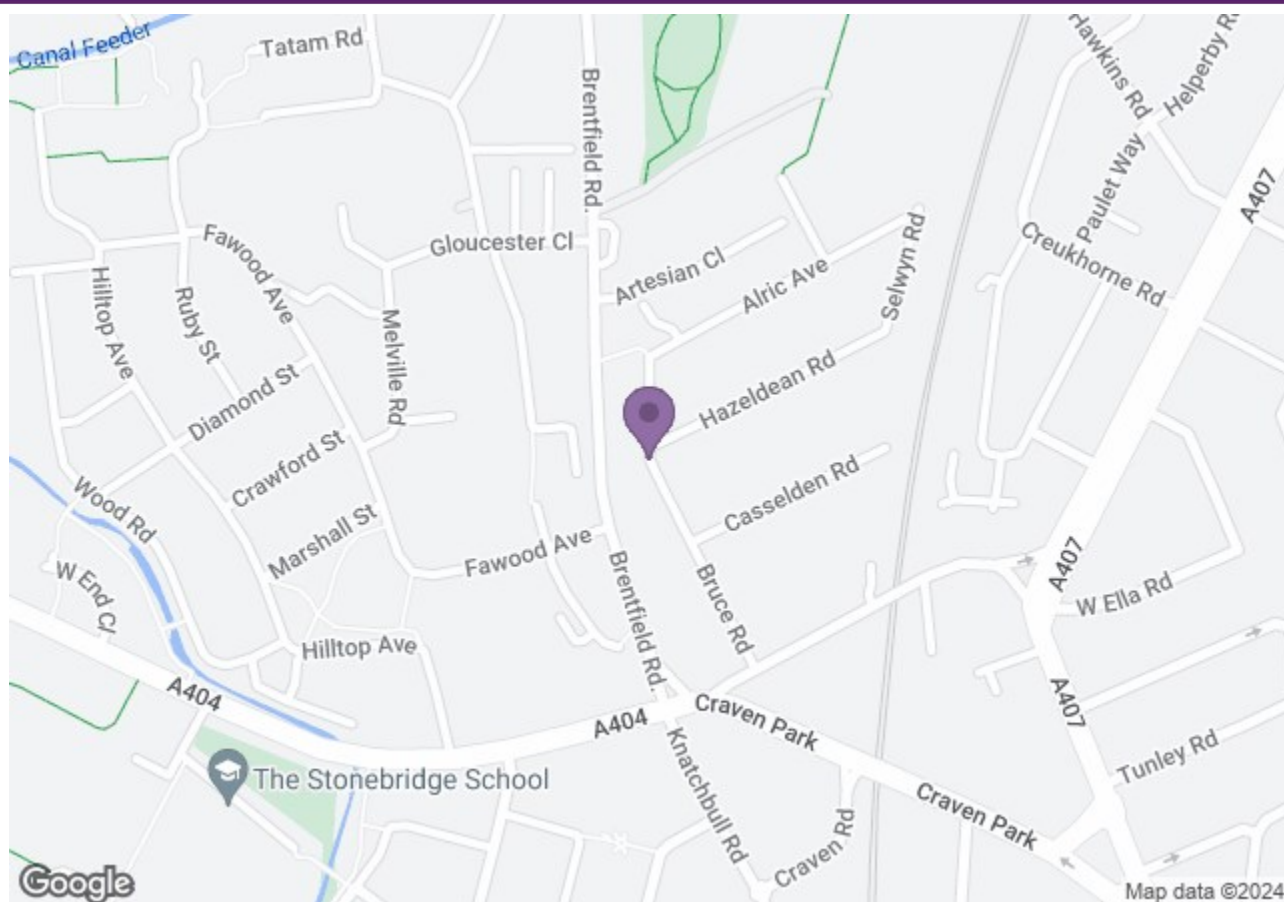 Canal Feeder
Tatam Rd
Brentfield Rd.
Hawkins Rd
Helperby Rd
Paulet Way
A407
Fawood Ave
Gloucester Cl
Artesian Cl
Alric Ave
Selwyn Rd
Creukhorne Rd
Hilltop Ave
Ruby St
Melville Rd
Diamond St
Hazeldean Rd
Crawford St
Casselden Rd
Wood Rd
Marshall St
Fawood Ave
Brentfield Rd.
Bruce Rd
A407
W Ella Rd
W End Cl
Hilltop Ave
A404
A404
Craven Park
A407
Tunley Rd
The Stonebridge School
Knatchbull Rd
Craven Rd
Craven Park
Google
Map data ©2024